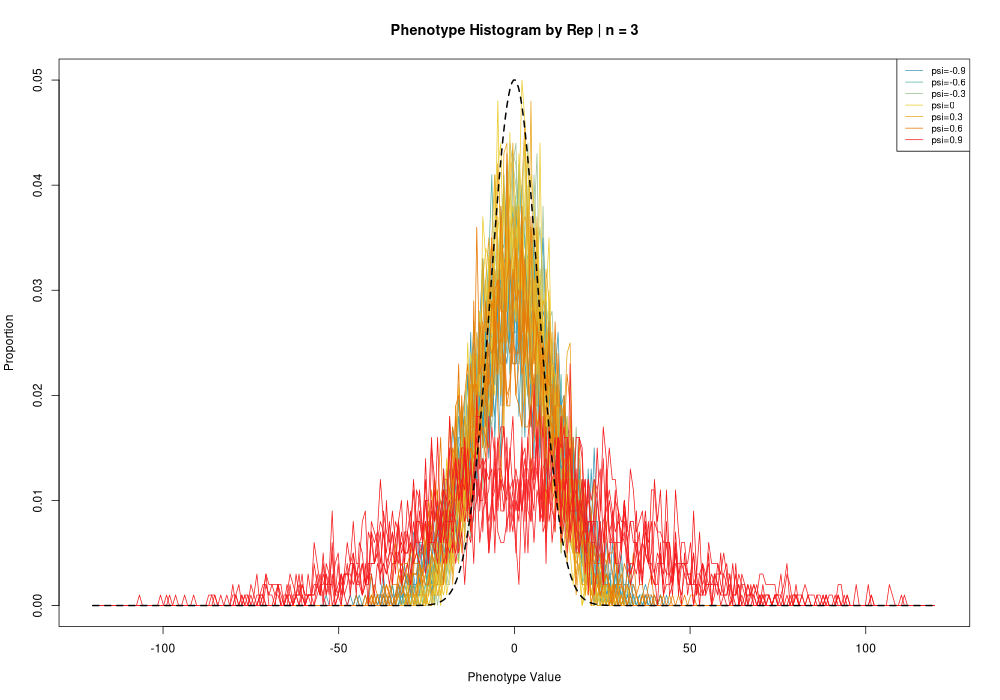 Phenotype Histogram by Rep | n = 3
psi=-0.9
psi=-0.6
psi=-0.3
psi=0
psi=0.3
psi=0.6
psi=0.9
0.05
0.04
0.03
0.02
0.01
0.00
Proportion
-100 -50 0 50 100
Phenotype Value